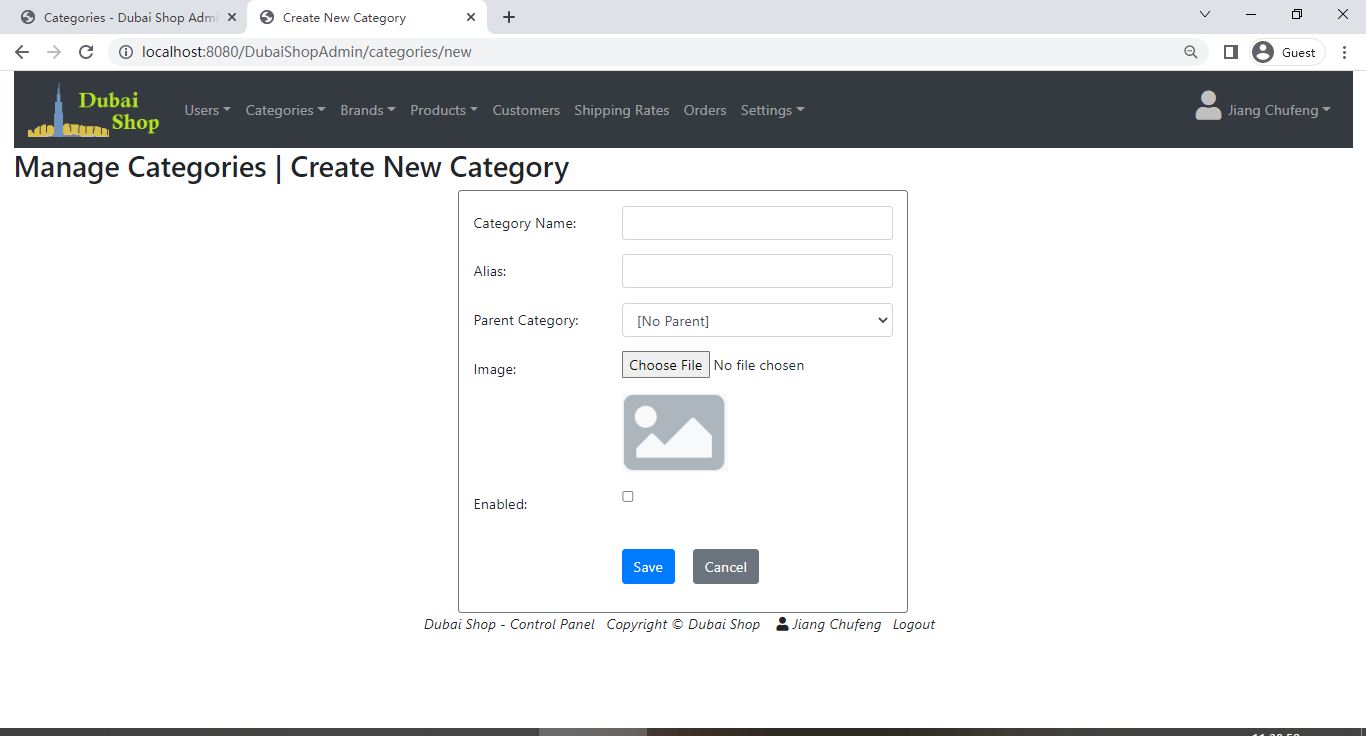 Categories - Dubai Shop Admi
Create New Category
localhost:8080/DubaiShopAdmin/categories/new
Guest
Dubai
Shop
Users Categories Brands Products Customers Shipping Rates Orders Settings Jiang Chufeng
Manage Categories | Create New Category
Category Name:
Alias:
Parent Category: [No Parent]
Image: Choose File No file chosen
Enabled:
Save Cancel
Dubai Shop - Control Panel Copyright © Dubai Shop Jiang Chufeng Logout